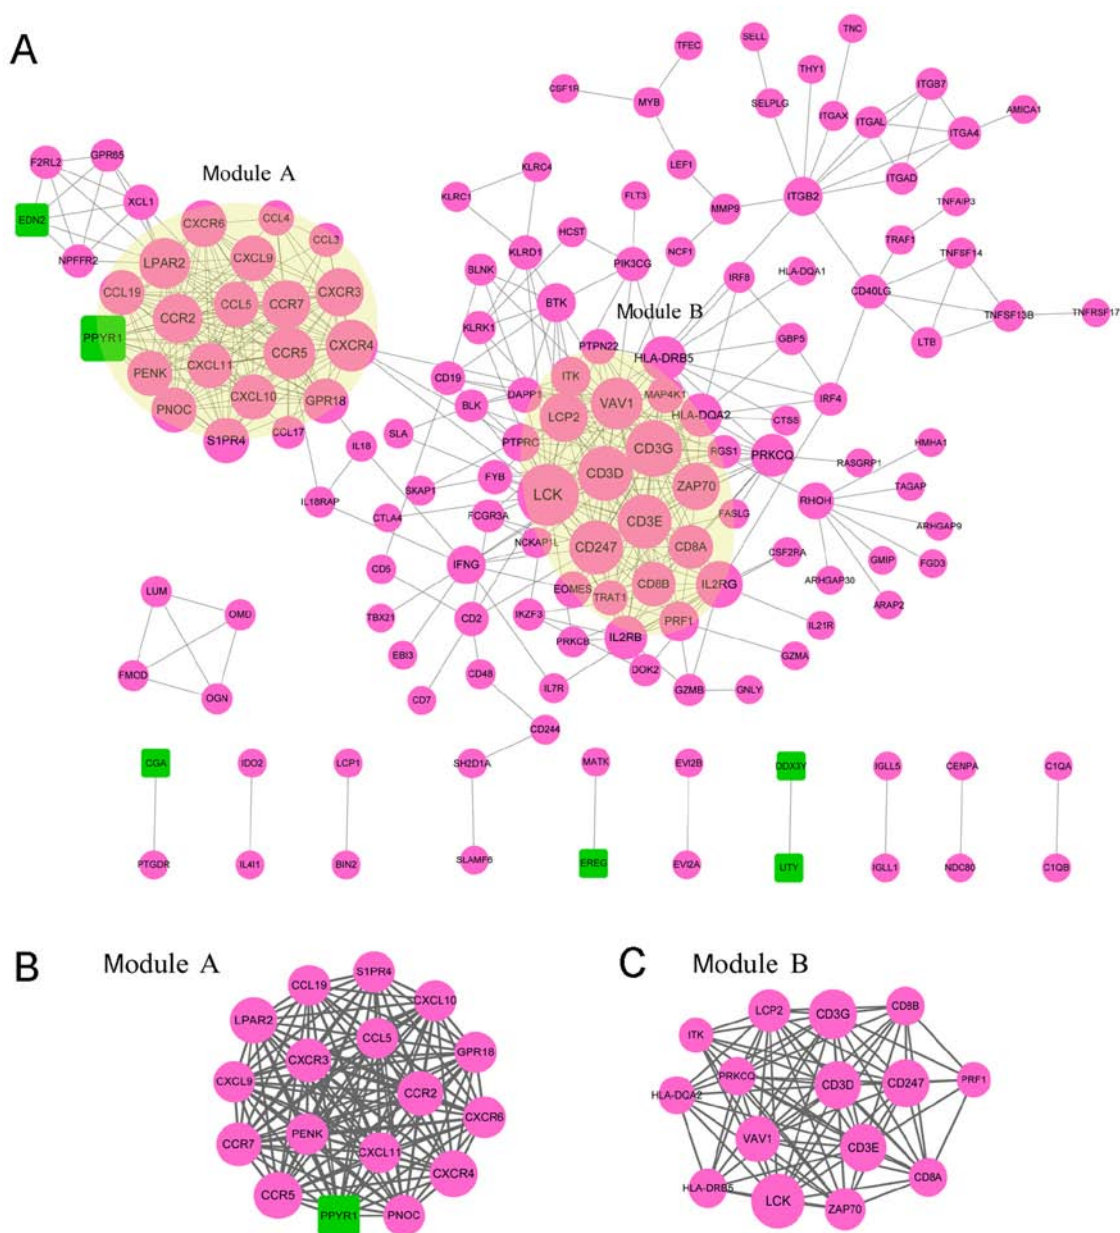 A
TFEC
SELL
TNC
THY1
ITGB7
CSF1R
MYB
SELPLG
ITGAX
ITGAL
ITGA4
AMICA1
F2RL2
GPR65
Module A
KLRC4
LEF1
ITGAD
KLRC1
FLT3
MMP9
ITGB2
EDN2
XCL1
CXCR6
CCL4
TNFAIP3
HCST
NCF1
TRAF1
TNFSF14
NPFFR2
LPAR2
CXCL9
CCL3
KLRD1
BLNK
PIK3CG
IRF8
HLA-DQA1
CD40LG
CCL19
CCL5
CCR7
CXCR3
BTK
Module B
TNFSF13B
TNFRSF17
PPYR1
CCR2
KLRK1
PTPN22
HLA-DRB5
GBP5
LTB
CXCL11
CCR5
CXCR4
PENK
CD19
ITK
MAP4K1
PNOC
CXCL10
GPR18
DAPP1
VAV1
HLA-DQA2
IRF4
BLK
LCP2
CTSS
S1PR4
CCL17
IL18
SLA
PTPRC
CD3G
RGS1
PRKCQ
HMHA1
RASGRP1
FYB
CD3D
ZAP70
TAGAP
IL18RAP
SKAP1
LCK
RHOH
CTLA4
FCGR3A
CD3E
FASLG
ARHGAP9
NCKAP1L
CD247
CD8A
CSF2RA
GMIP
FGD3
CD5
IFNG
EOMES
CD8B
IL2RG
ARHGAP30
LUM
TRAT1
ARAP2
OMD
TBX21
CD2
IKZF3
PRF1
IL21R
EBI3
PRKCB
IL2RB
GZMA
FMOD
CD48
DOK2
OGN
CD7
IL7R
GZMB
GNLY
CD244
CGA
IDO2
LCP1
SH2D1A
MATK
EVI2B
DDX3Y
IGLL5
CENPA
C1QA
PTGDR
IL4I1
BIN2
SLAMF6
EREG
EVI2A
UTY
IGLL1
NDC80
C1QB
B
Module A
S1PR4
CCL19
CXCL10
LPAR2
CCL5
CXCR3
GPR18
CXCL9
CCR2
CXCR6
CCR7
PENK
CXCL11
CXCR4
CCR5
PPYR1
PNOC
C
Module B
LCP2
CD3G
CD8B
ITK
PRKCQ
CD3D
CD247
PRF1
HLA-DQA2
VAV1
CD3E
CD8A
HLA-DRB5
LCK
ZAP70